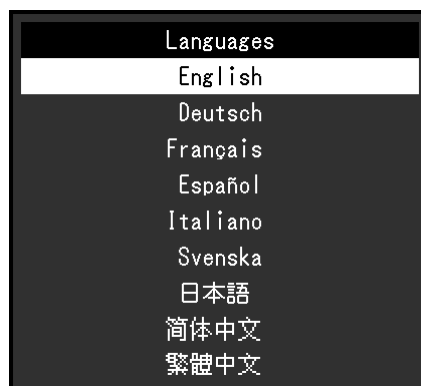 Languages
English
Deutsch
Français
Español
Italiano
Svenska
日本語
简体中文
繁體中文